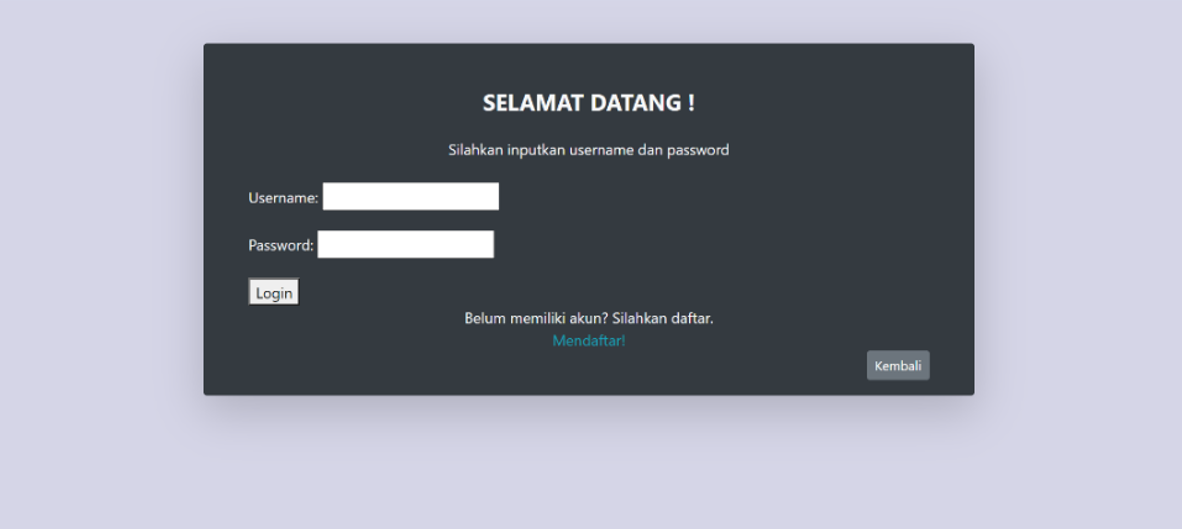 SELAMAT DATANG !
Silahkan inputkan username dan password
Username:
Password:
Login
Belum memiliki akun? Silahkan daftar.
Mendaftar!
Kembali